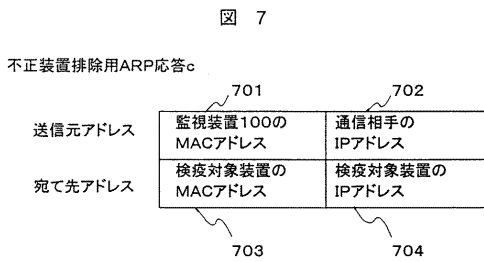 図 7
不正装置排除用ARP応答c
701
702
送信元アドレス
監視装置100の
MACアドレス
通信相手の
IPアドレス
宛て先アドレス
検疫対象装置の
MACアドレス
検疫対象装置の
IPアドレス
703
704